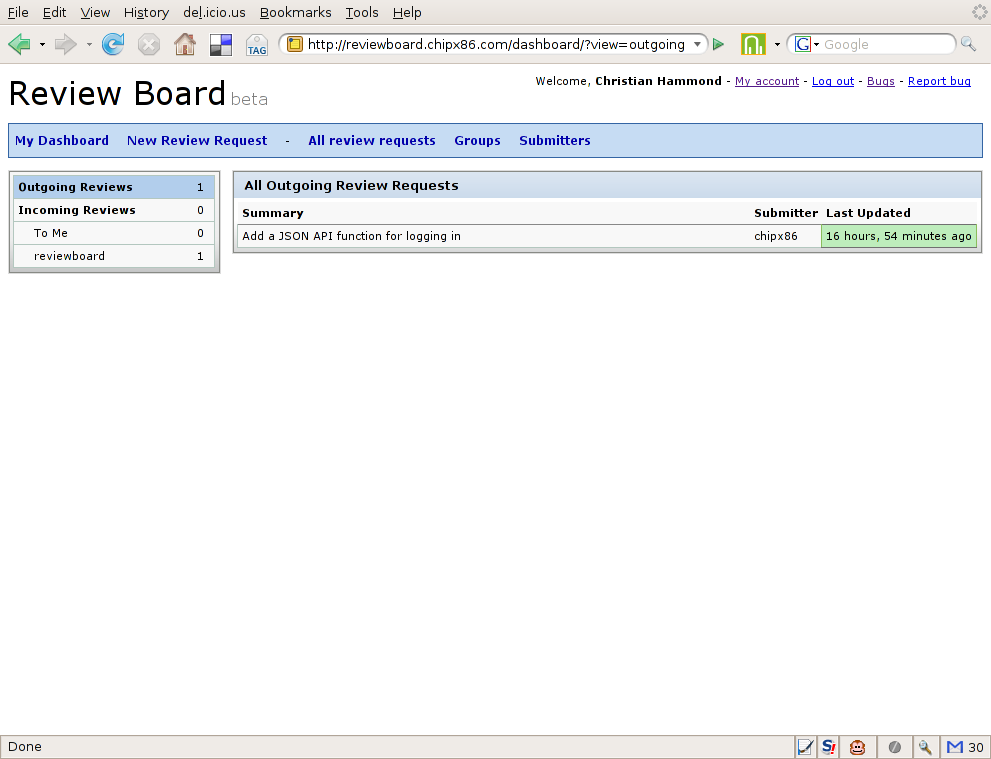 File Edit View History del.icio.us Bookmarks Tools Help
TAG http://reviewboard.chipx86.com/dashboard/?view=outgoing G Google
Welcome, Christian Hammond - My account - Log out - Bugs - Report bug
Review Board beta
My Dashboard New Review Request - All review requests Groups Submitters
Outgoing Reviews 1
Incoming Reviews 0
To Me 0
reviewboard 1
All Outgoing Review Requests
Summary Submitter Last Updated
Add a JSON API function for logging in chipx86 16 hours, 54 minutes ago
Done S! M 30